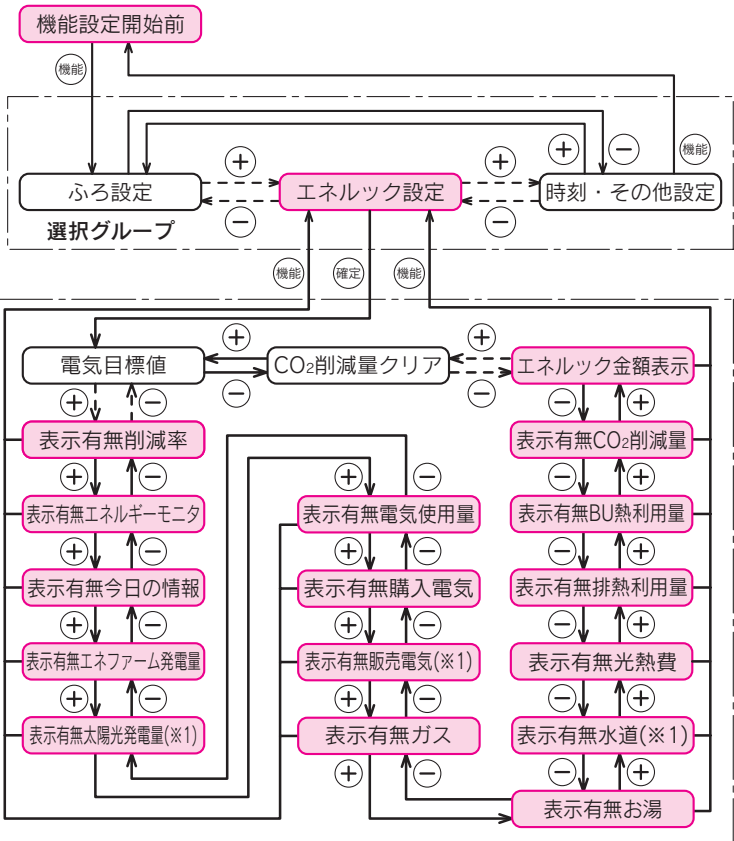 機能設定開始前
機能
＋ － 機能
＋ ＋
ふろ設定 エネルック設定 時刻・その他設定
－ －
選択グループ
機能 確定 機能
＋ ＋
電気目標値 CO₂削減量クリア エネルック金額表示
－ －
＋ － － ＋
表示有無削減率 表示有無CO₂削減量
＋ － ＋ － － ＋
表示有無エネルギーモニタ 表示有無電気使用量 表示有無BU熱利用量
＋ － ＋ － － ＋
表示有無今日の情報 表示有無購入電気 表示有無排熱利用量
＋ － ＋ － － ＋
表示有無エネファーム発電量 表示有無販売電気(※1) 表示有無光熱費
＋ － ＋ － － ＋
表示有無太陽光発電量(※1) 表示有無ガス 表示有無水道(※1)
＋ － － ＋
表示有無お湯